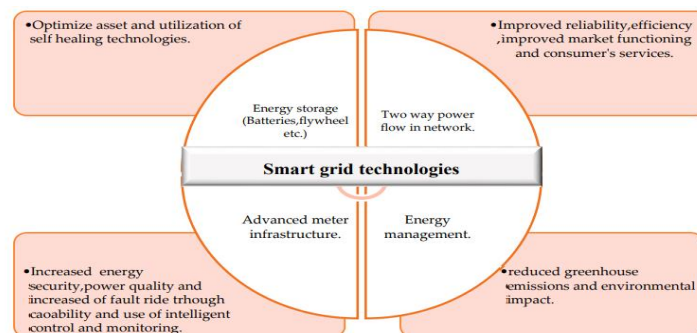 •Optimize asset and utilization of
self healing technologies.
•Improved reliability,efficiency
,improved market functioning
and consumer's services.
Energy storage
(Batteries,flywheel
etc.)
Two way power
flow in network.
Smart grid technologies
Advanced meter
infrastructure.
Energy
management.
•Increased energy
security,power quality and
increased of fault ride trhough
caoability and use of intelligent
control and monitoring.
•reduced greenhouse
emissions and environmental
impact.